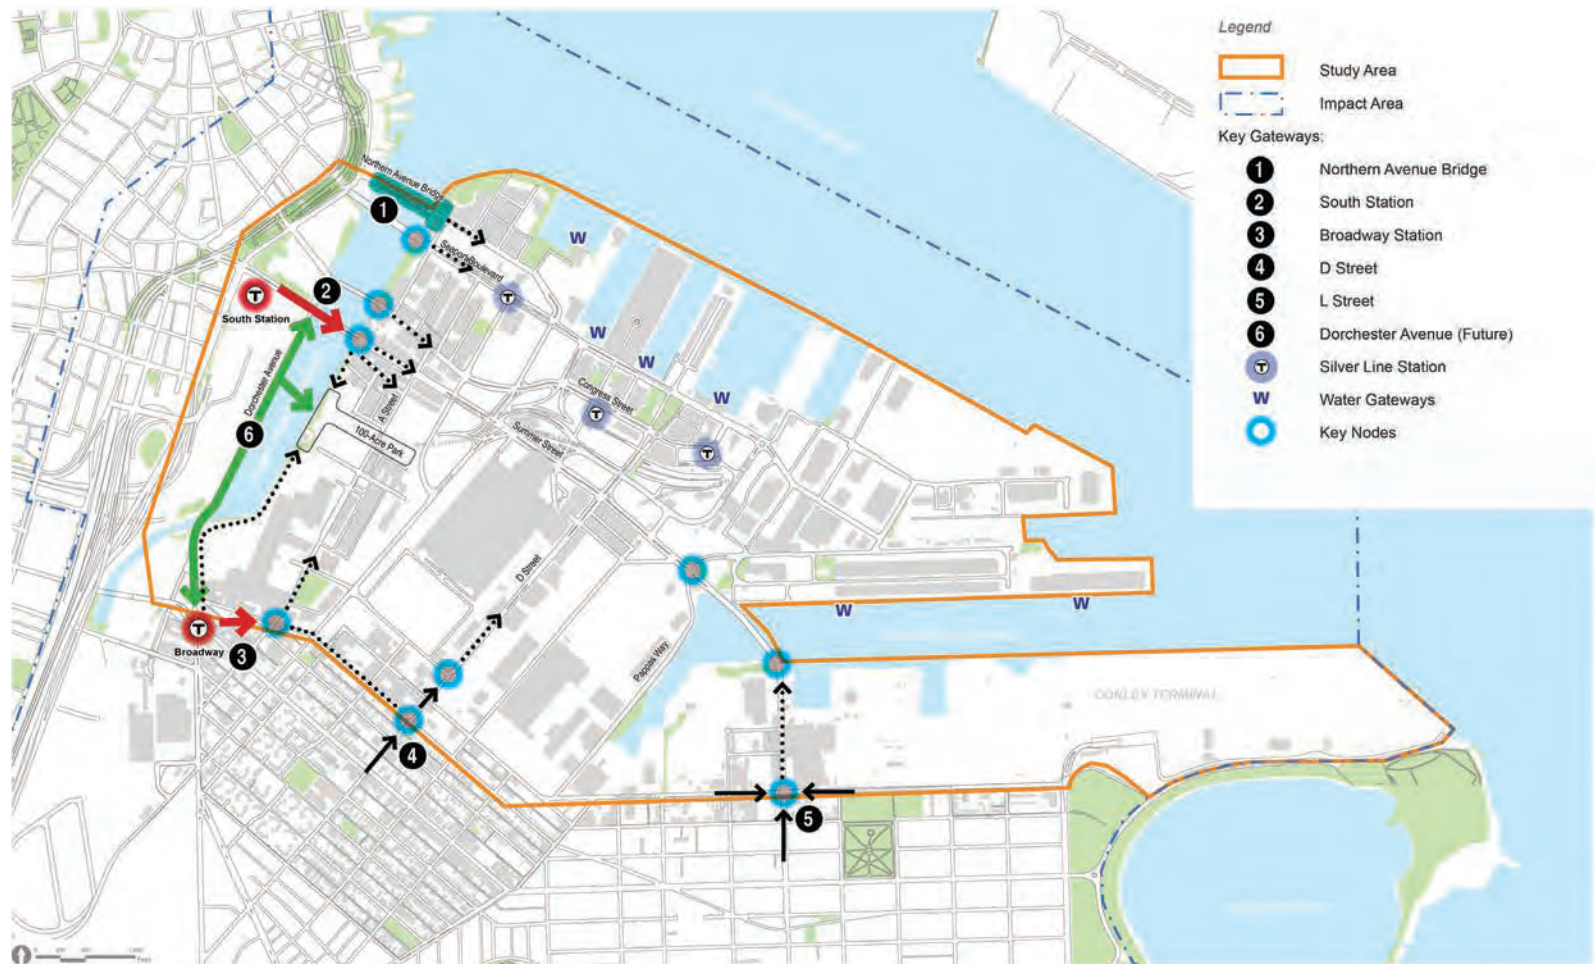 Legend
Study Area
Impact Area
Key Gateways:
1 Northern Avenue Bridge
2 South Station
3 Broadway Station
4 D Street
5 L Street
6 Dorchester Avenue (Future)
T Silver Line Station
W Water Gateways
Key Nodes
Northern Avenue Bridge
1
Seaport Boulevard
W
2
T
South Station
T
W
W
W
Dorchester Avenue
Congress Street
T
A Street
6
100-Acre Park
Summer Street
T
D Street
W
W
T
Broadway
3
Pappas Way
CONLEY TERMINAL
4
5
Feet